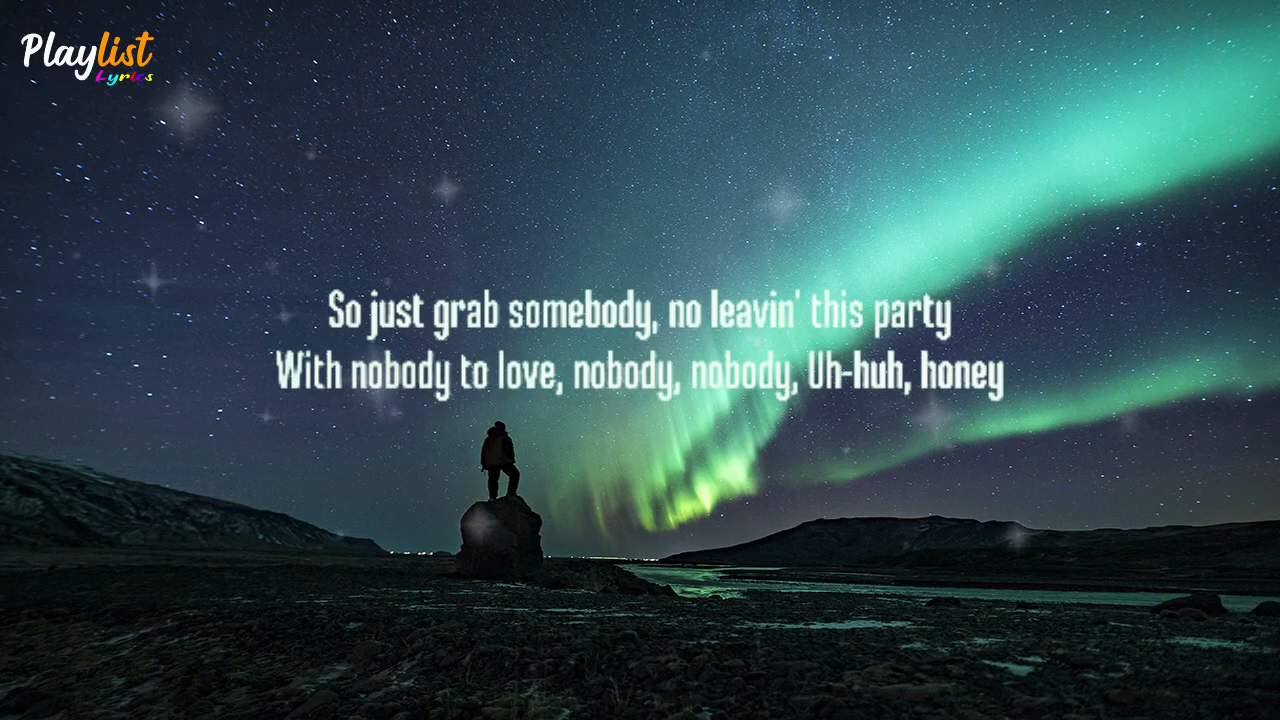 Playlist
Lyrics
So just grab somebody, no leavin' this party
With nobody to love, nobody, nobody, Uh-huh, honey